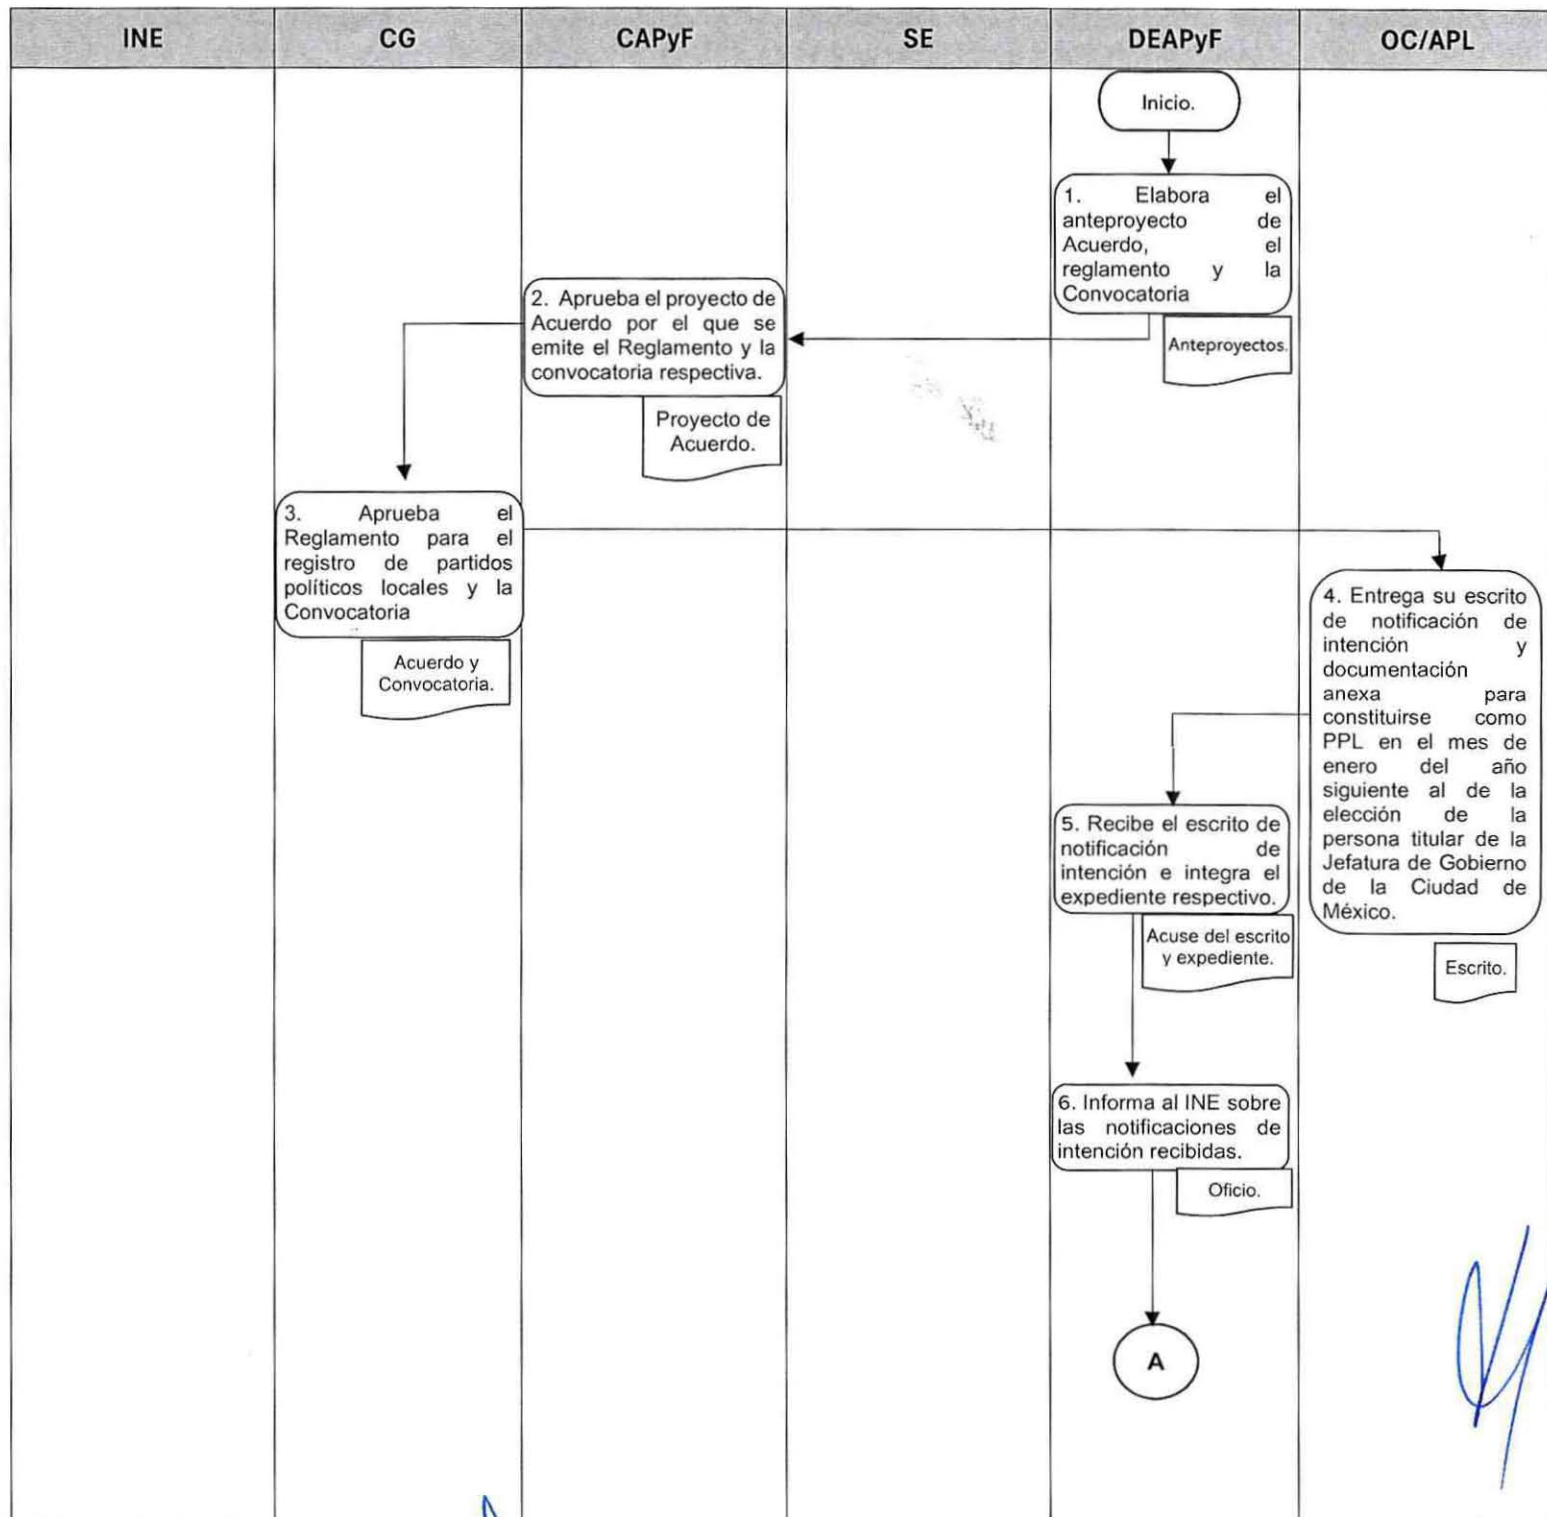 INE CG CAPyF SE DEAPyF OC/APL
Inicio.
1. Elabora el
anteproyecto de
Acuerdo, el
reglamento y la
Convocatoria
Anteproyectos.
2. Aprueba el proyecto de
Acuerdo por el que se
emite el Reglamento y la
convocatoria respectiva.
Proyecto de
Acuerdo.
3. Aprueba el
Reglamento para el
registro de partidos
políticos locales y la
Convocatoria
Acuerdo y
Convocatoria.
4. Entrega su escrito
de notificación de
intención y
documentación
anexa para
constituirse como
PPL en el mes de
enero del año
siguiente al de la
elección de la
persona titular de la
Jefatura de Gobierno
de la Ciudad de
México.
Escrito.
5. Recibe el escrito de
notificación de
intención e integra el
expediente respectivo.
Acuse del escrito
y expediente.
6. Informa al INE sobre
las notificaciones de
intención recibidas.
Oficio.
A